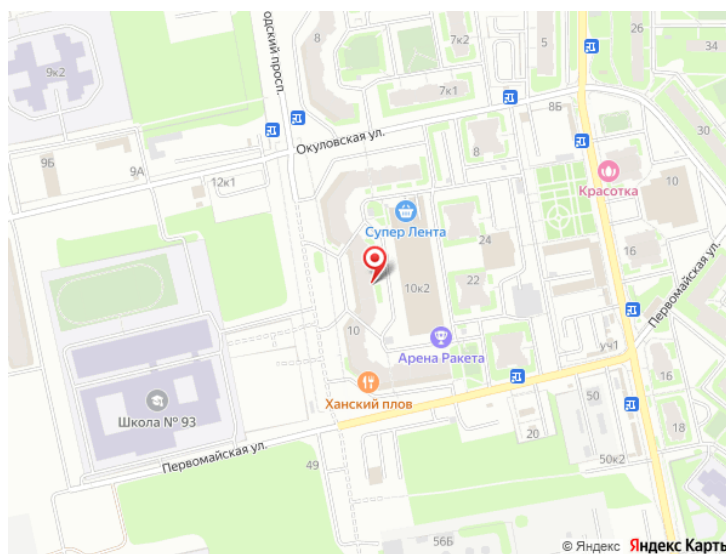 8
7к2
5
26
34
9к2
одский просп.
7к1
8Б
30
Окуловская ул.
9Б
9А
12к1
8
Красотка
10
Супер Лента
24
16
22
10к2
Первомайская ул.
10
Арена Ракета
уч1
16
Ханский плов
50
Школа № 93
20
18
Первомайская ул.
49
50к2
56Б
© Яндекс Яндекс Карты